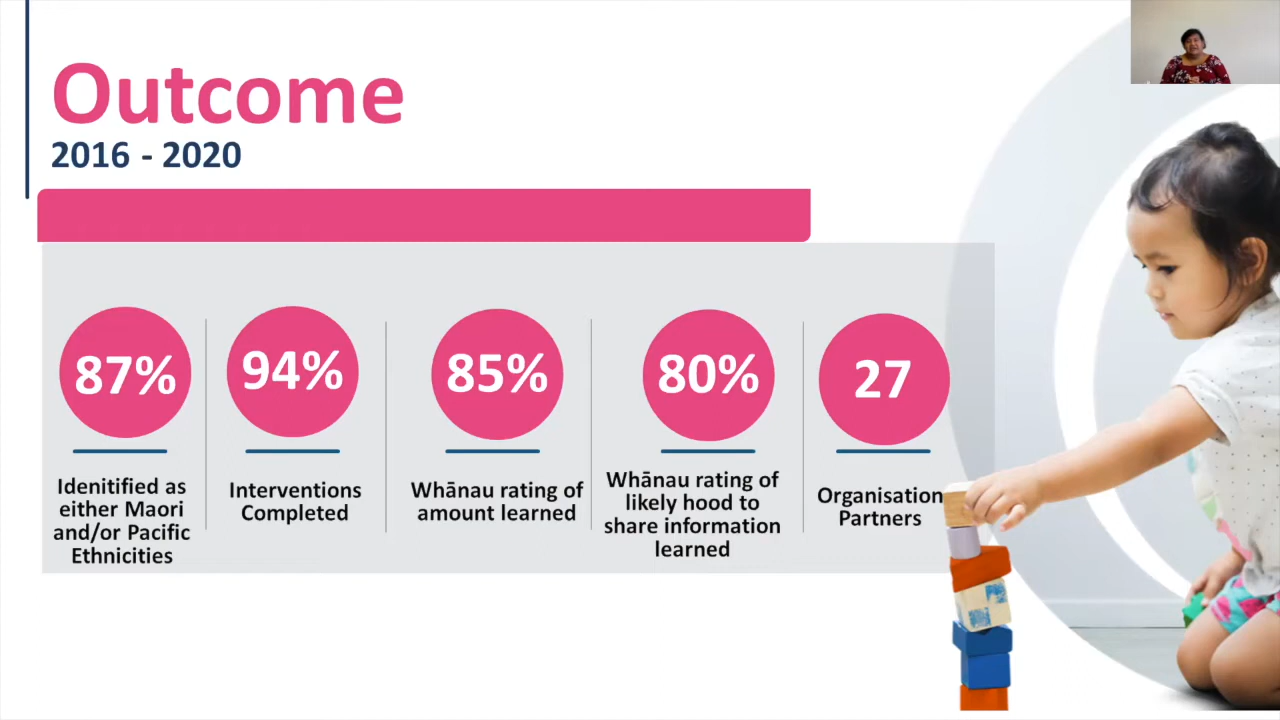 Outcome
2016 - 2020
87%
Idenitified as
either Maori
and/or Pacific
Ethnicities
94%
Interventions
Completed
85%
Whānau rating of
amount learned
80%
Whānau rating of
likely hood to
share information
learned
27
Organisation
Partners